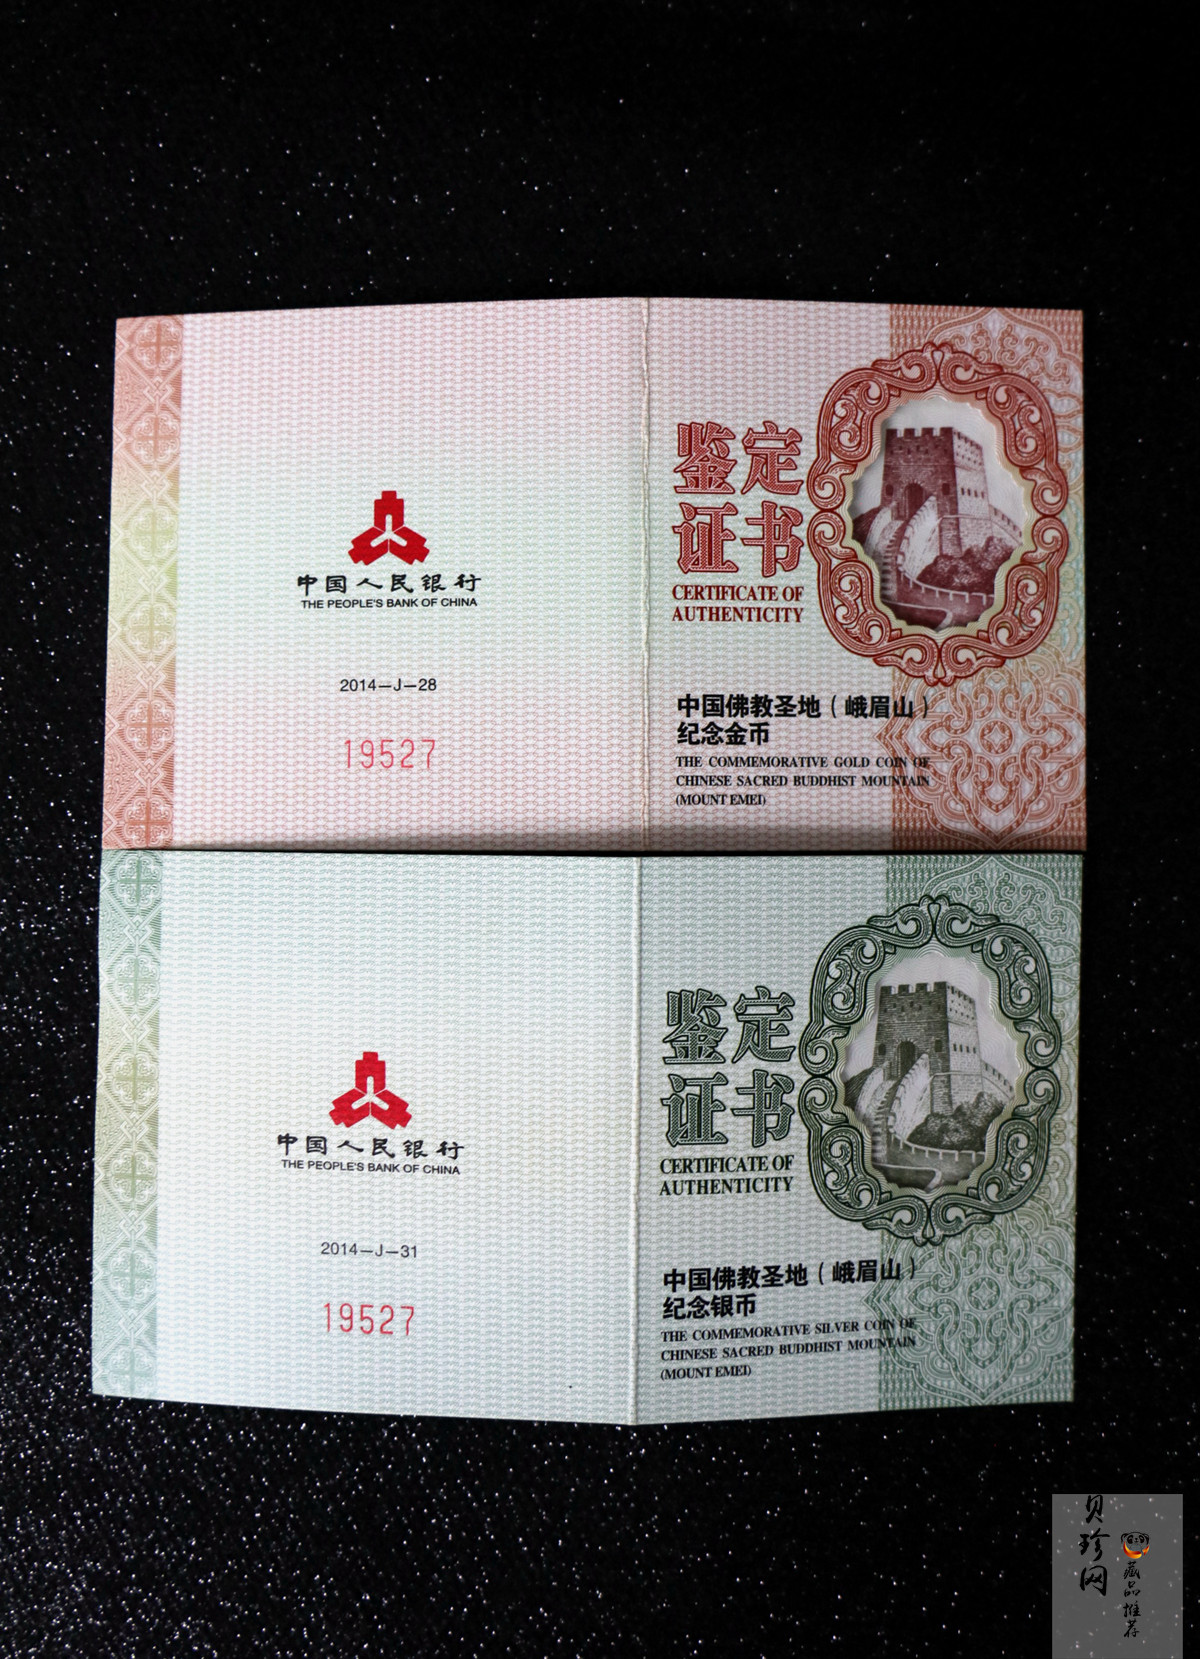 鉴定
证书
CERTIFICATE OF
AUTHENTICITY
中国人民银行
THE PEOPLE'S BANK OF CHINA
2014—J—28
19527
中国佛教圣地（峨眉山）
纪念金币
THE COMMEMORATIVE GOLD COIN OF
CHINESE SACRED BUDDHIST MOUNTAIN
(MOUNT EMEI)
鉴定
证书
CERTIFICATE OF
AUTHENTICITY
中国人民银行
THE PEOPLE'S BANK OF CHINA
2014—J—31
19527
中国佛教圣地（峨眉山）
纪念银币
THE COMMEMORATIVE SILVER COIN OF
CHINESE SACRED BUDDHIST MOUNTAIN
(MOUNT EMEI)
贝珍网
藏品推荐